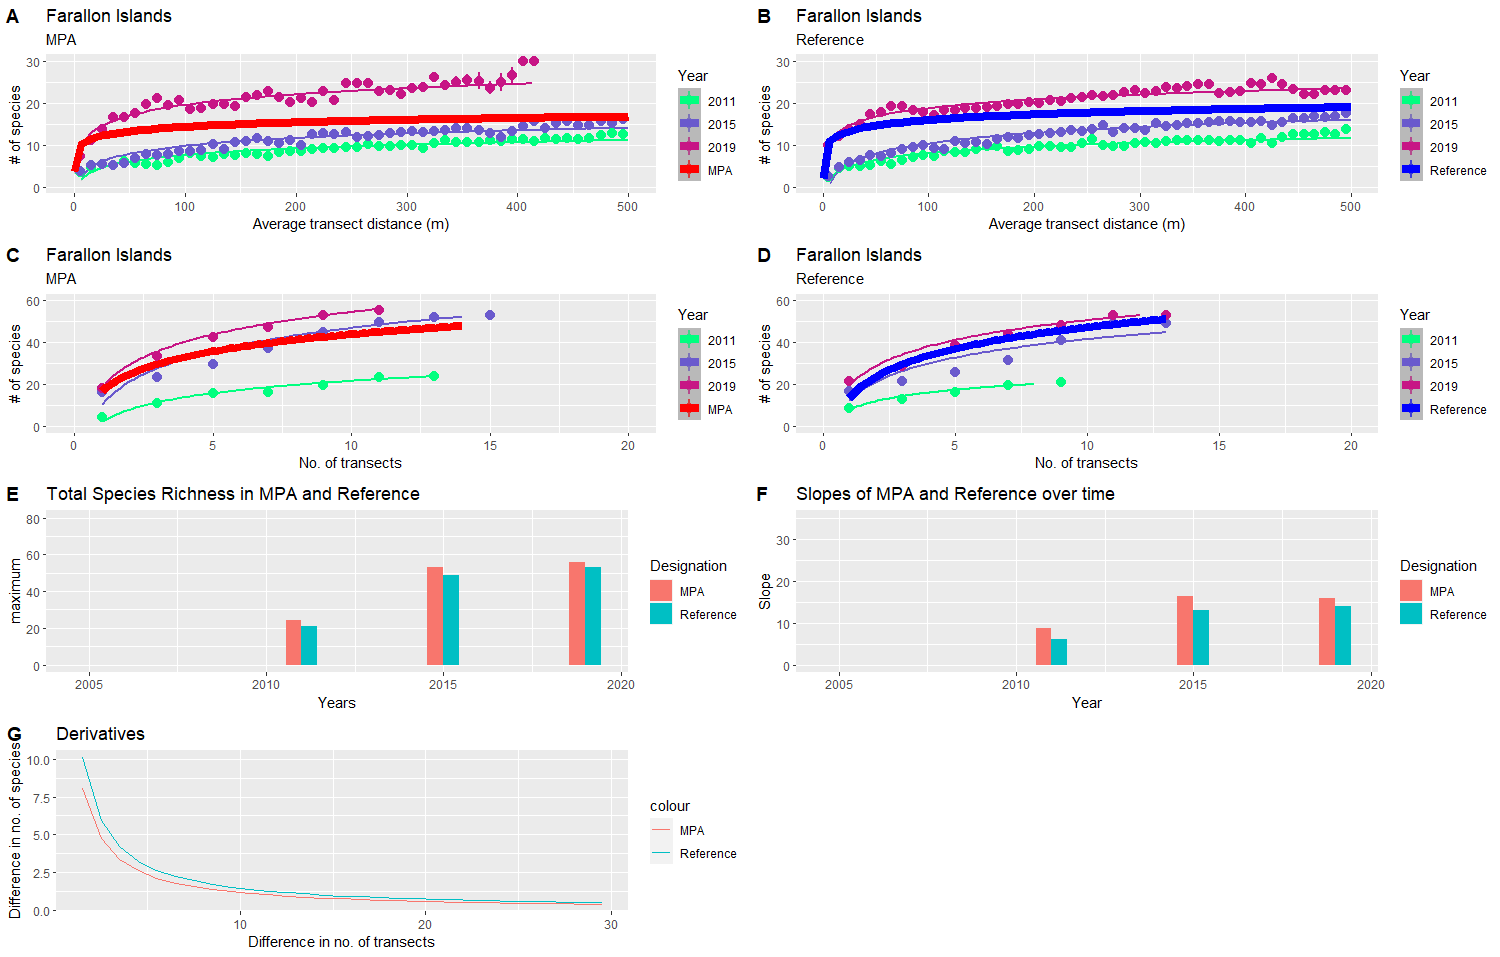 A
Farallon Islands
MPA
# of species
30
20
10
0
0
100
200
300
400
500
Average transect distance (m)
Year
2011
2015
2019
MPA
B
Farallon Islands
Reference
# of species
30
20
10
0
0
100
200
300
400
500
Average transect distance (m)
Year
2011
2015
2019
Reference
C
Farallon Islands
MPA
# of species
60
40
20
0
0
5
10
15
20
No. of transects
Year
2011
2015
2019
MPA
D
Farallon Islands
Reference
# of species
60
40
20
0
0
5
10
15
20
No. of transects
Year
2011
2015
2019
Reference
E
Total Species Richness in MPA and Reference
maximum
80
60
40
20
0
2005
2010
2015
2020
Years
Designation
MPA
Reference
F
Slopes of MPA and Reference over time
Slope
30
20
10
0
2005
2010
2015
2020
Year
Designation
MPA
Reference
G
Derivatives
Difference in no. of species
10.0
7.5
5.0
2.5
0.0
10
20
30
Difference in no. of transects
colour
MPA
Reference